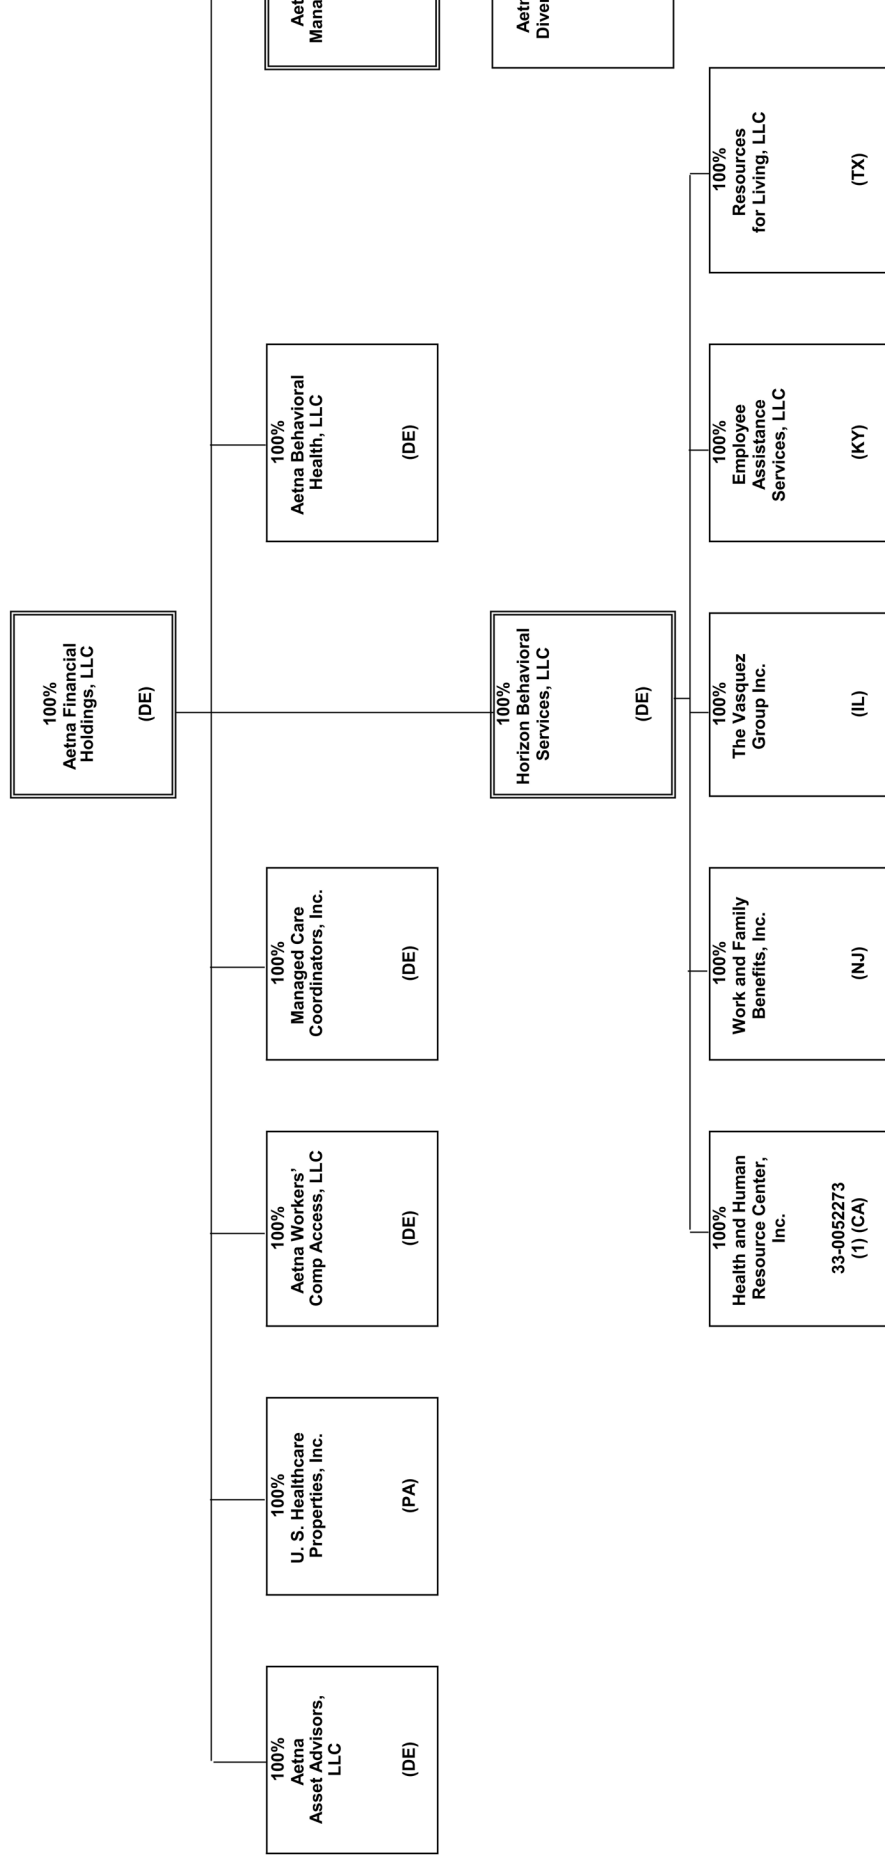 100%
Aetna Financial
Holdings, LLC
(DE)
100%
Aetna
Asset Advisors,
LLC
(DE)
100%
U. S. Healthcare
Properties, Inc.
(PA)
100%
Aetna Workers’
Comp Access, LLC
(DE)
100%
Managed Care
Coordinators, Inc.
(DE)
100%
Aetna Behavioral
Health, LLC
(DE)
Aet
Mana
100%
Horizon Behavioral
Services, LLC
(DE)
Aetn
Diver
100%
Health and Human
Resource Center,
Inc.
33-0052273
(1) (CA)
100%
Work and Family
Benefits, Inc.
(NJ)
100%
The Vasquez
Group Inc.
(IL)
100%
Employee
Assistance
Services, LLC
(KY)
100%
Resources
for Living, LLC
(TX)